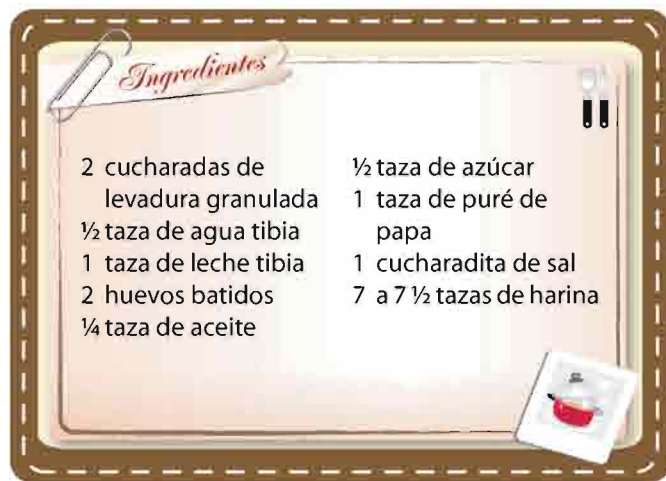 Ingredientes
2 cucharadas de
levadura granulada
½ taza de agua tibia
1 taza de leche tibia
2 huevos batidos
¼ taza de aceite
½ taza de azúcar
1 taza de puré de
papa
1 cucharadita de sal
7 a 7 ½ tazas de harina